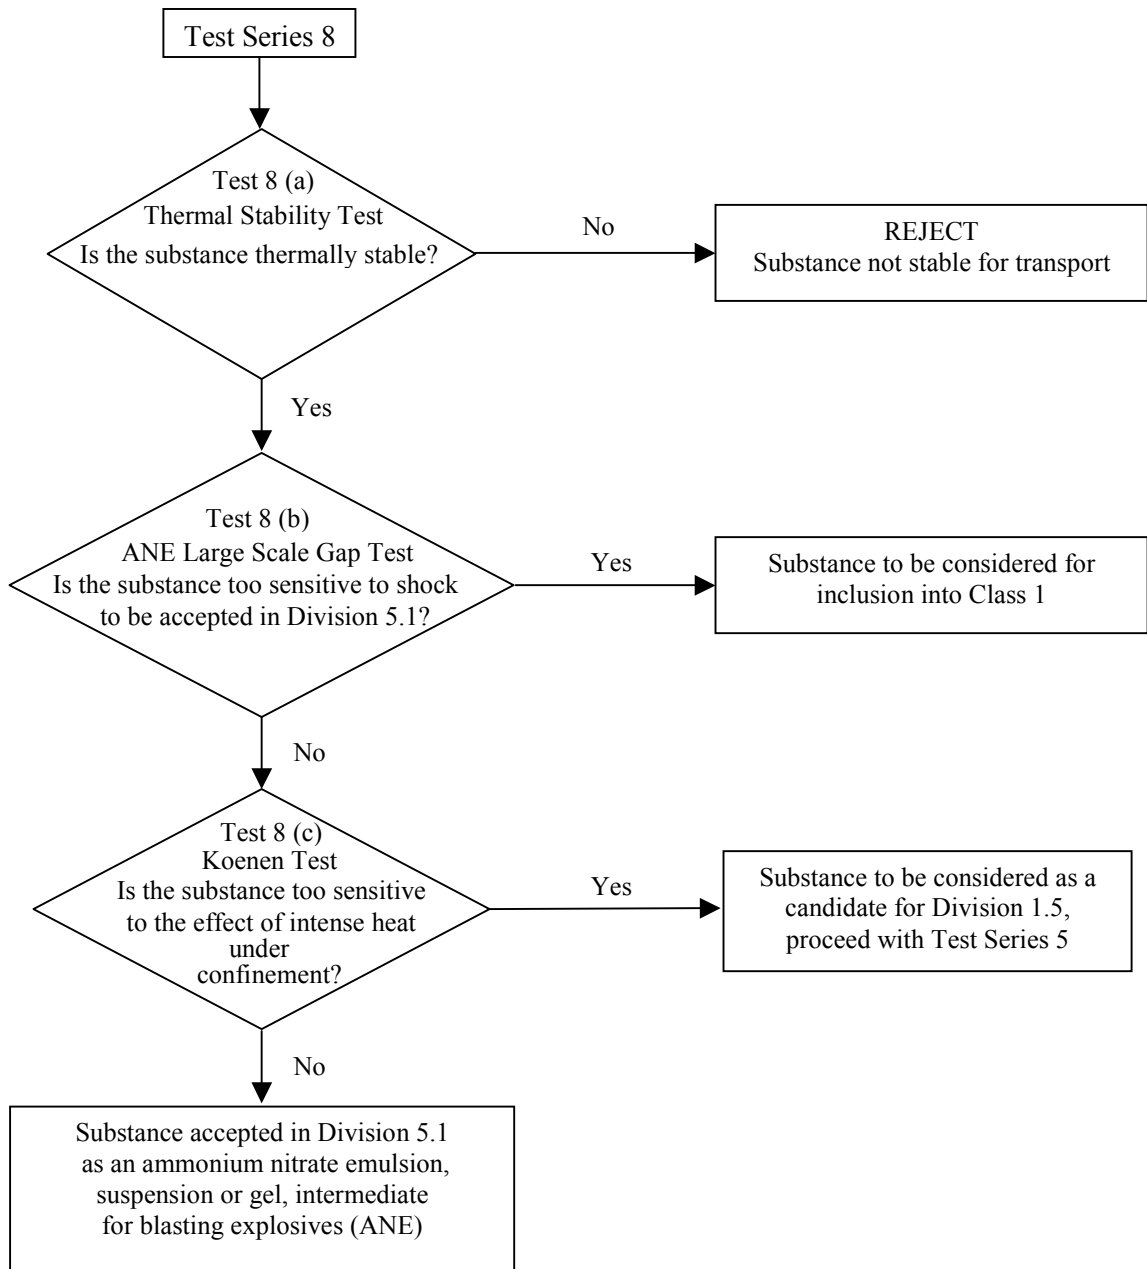 Test Series 8
Test 8 (a)
Thermal Stability Test
Is the substance thermally stable?
No
REJECT
Substance not stable for transport
Yes
Test 8 (b)
ANE Large Scale Gap Test
Is the substance too sensitive to shock
to be accepted in Division 5.1?
Yes
Substance to be considered for
inclusion into Class 1
No
Test 8 (c)
Koenen Test
Is the substance too sensitive
to the effect of intense heat
under
confinement?
Yes
Substance to be considered as a
candidate for Division 1.5,
proceed with Test Series 5
No
Substance accepted in Division 5.1
as an ammonium nitrate emulsion,
suspension or gel, intermediate
for blasting explosives (ANE)